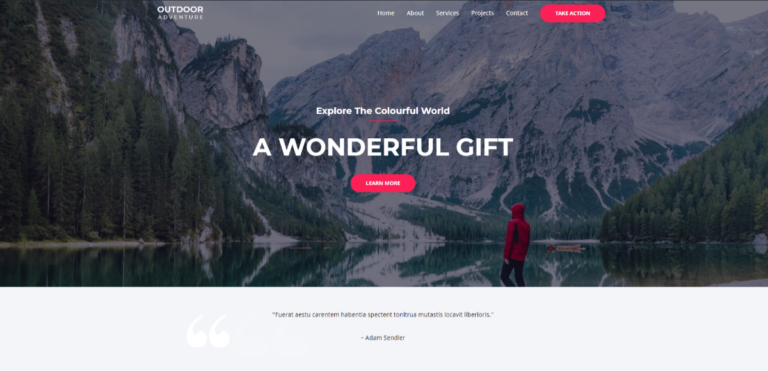 OUTDOOR
ADVENTURE
Home About Services Projects Contact TAKE ACTION
Explore The Colourful World
A WONDERFUL GIFT
LEARN MORE
"Fuerat aestu carentem habentia spectent tonitrua mutastis locavit liberioris."
– Adam Sendler